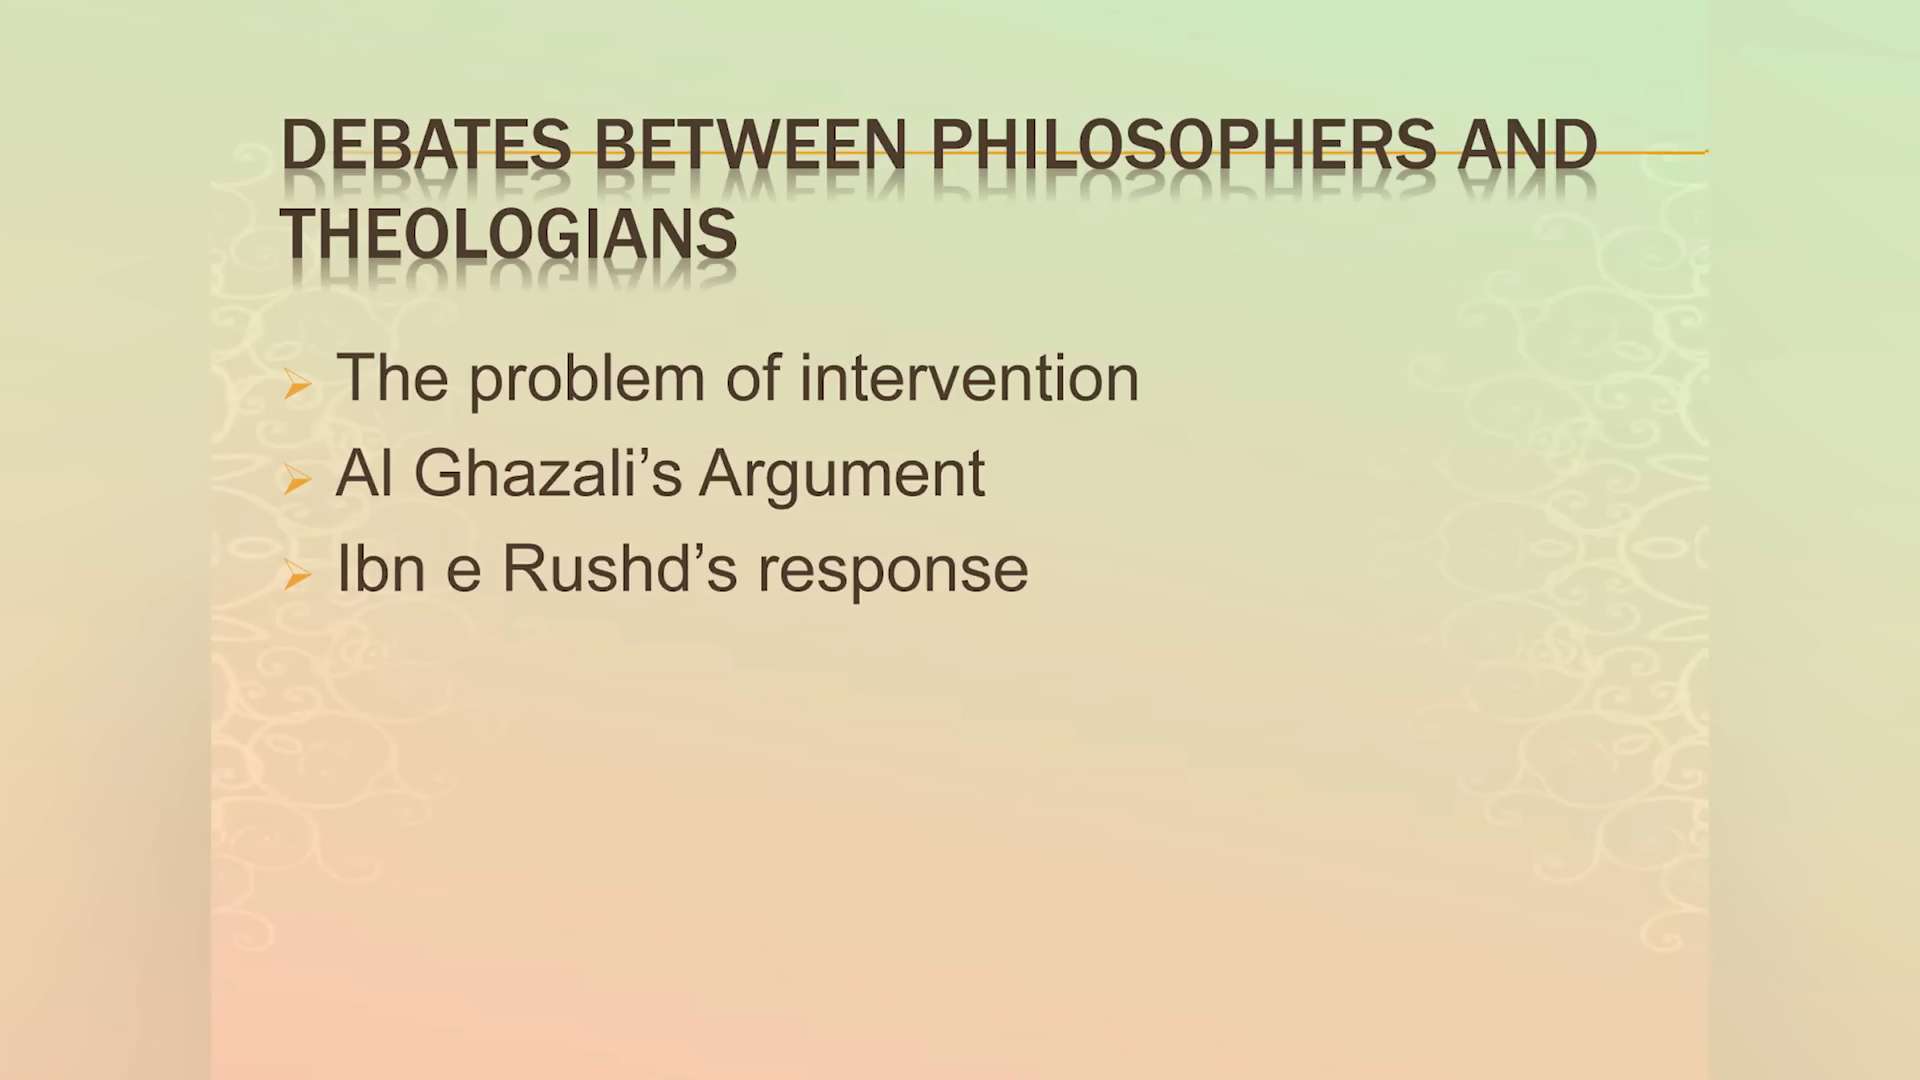 DEBATES BETWEEN PHILOSOPHERS AND
THEOLOGIANS
The problem of intervention
Al Ghazali’s Argument
Ibn e Rushd’s response